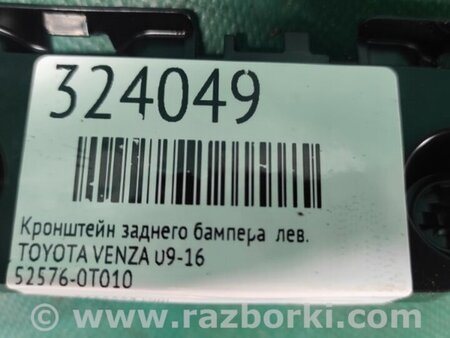 324049
Кронштейн заднего бампера лев.
TOYOTA VENZA 09-16
52576-0T010
www.razborki.com